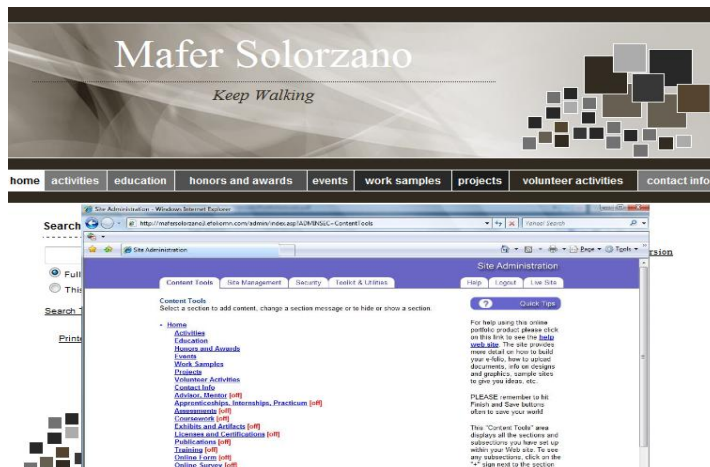 Mafer Solorzano
Keep Walking
home activities education honors and awards events work samples projects volunteer activities contact info
Search
Full
This
Search
Print
rsion
Site Administration - Windows Internet Explorer
http://mafersolorzano2.efoliomn.com/admin/index.asp?ADMINSEC=ContentTools
Yahoo! Search
Site Administration
Page
Tools
Site Administration
Content Tools Site Management Security Toolkit & Utilities Help Logout Live Site
Content Tools
Select a section to add content, change a section message or to hide or show a section.
Home
Activities
Education
Honors and Awards
Events
Work Samples
Projects
Volunteer Activities
Contact Info
Advisor, Mentor [off]
Apprenticeships, Internships, Practicum [off]
Assessments [off]
Coursework [off]
Exhibits and Artifacts [off]
Licenses and Certifications [off]
Publications [off]
Training [off]
Online Form [off]
Online Survey [off]
? Quick Tips
For help using this online
portfolio product please click
on this link to see the help
web site. The site provides
more detail on how to build
your e-folio, how to upload
documents, info on designs
and graphics, sample sites
to give you ideas, etc.
PLEASE remember to hit
Finish and Save buttons
often to save your work!
This "Content Tools" area
displays all the sections and
subsections you have set up
within your Web site. To see
any subsections, click on the
"+" sign next to the section